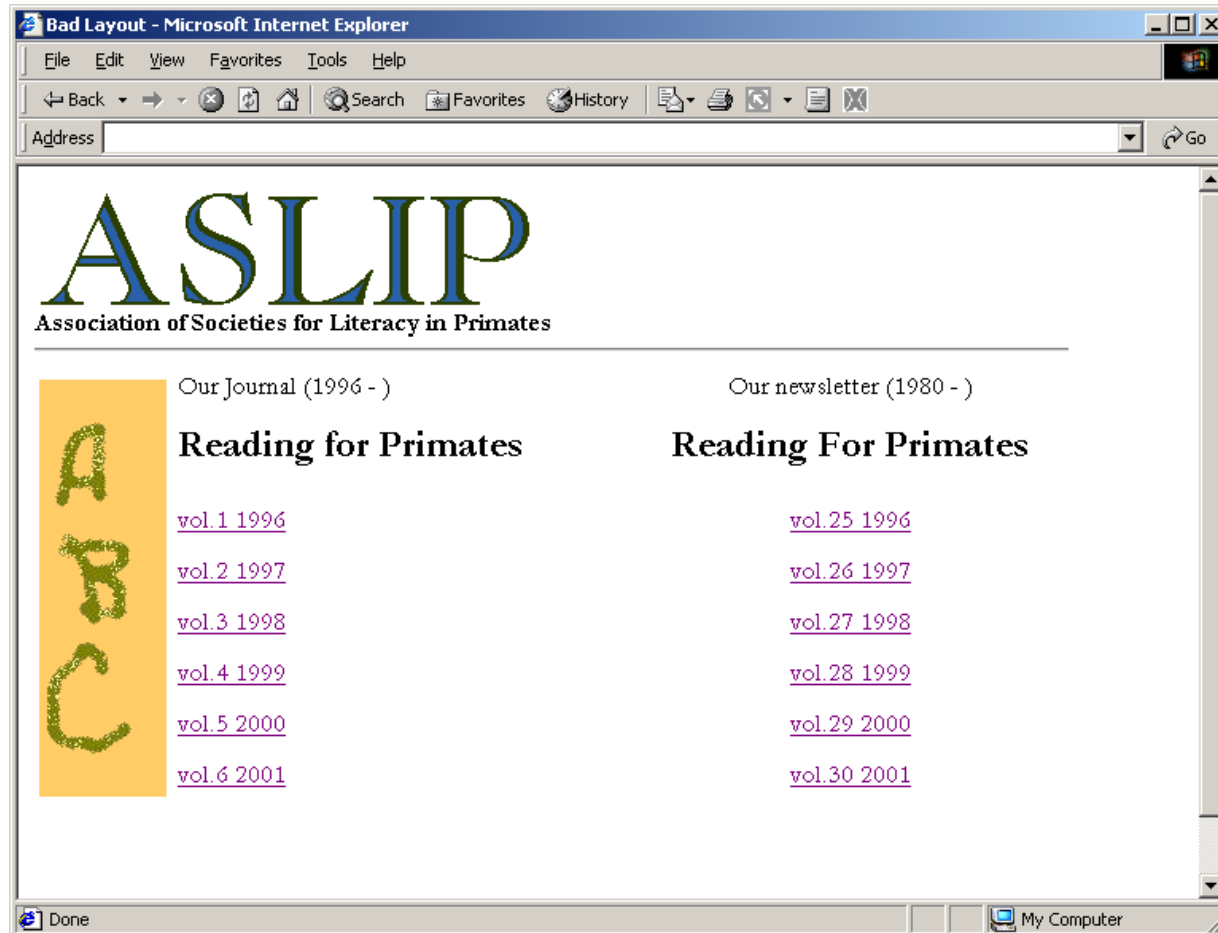 Bad Layout - Microsoft Internet Explorer
File Edit View Favorites Tools Help
Back Search Favorites History
Address Go
ASLIP
Association of Societies for Literacy in Primates
Our Journal (1996 - ) Our newsletter (1980 - )
Reading for Primates Reading For Primates
A
B
C
vol.1 1996 vol.25 1996
vol.2 1997 vol.26 1997
vol.3 1998 vol.27 1998
vol.4 1999 vol.28 1999
vol.5 2000 vol.29 2000
vol.6 2001 vol.30 2001
Done My Computer